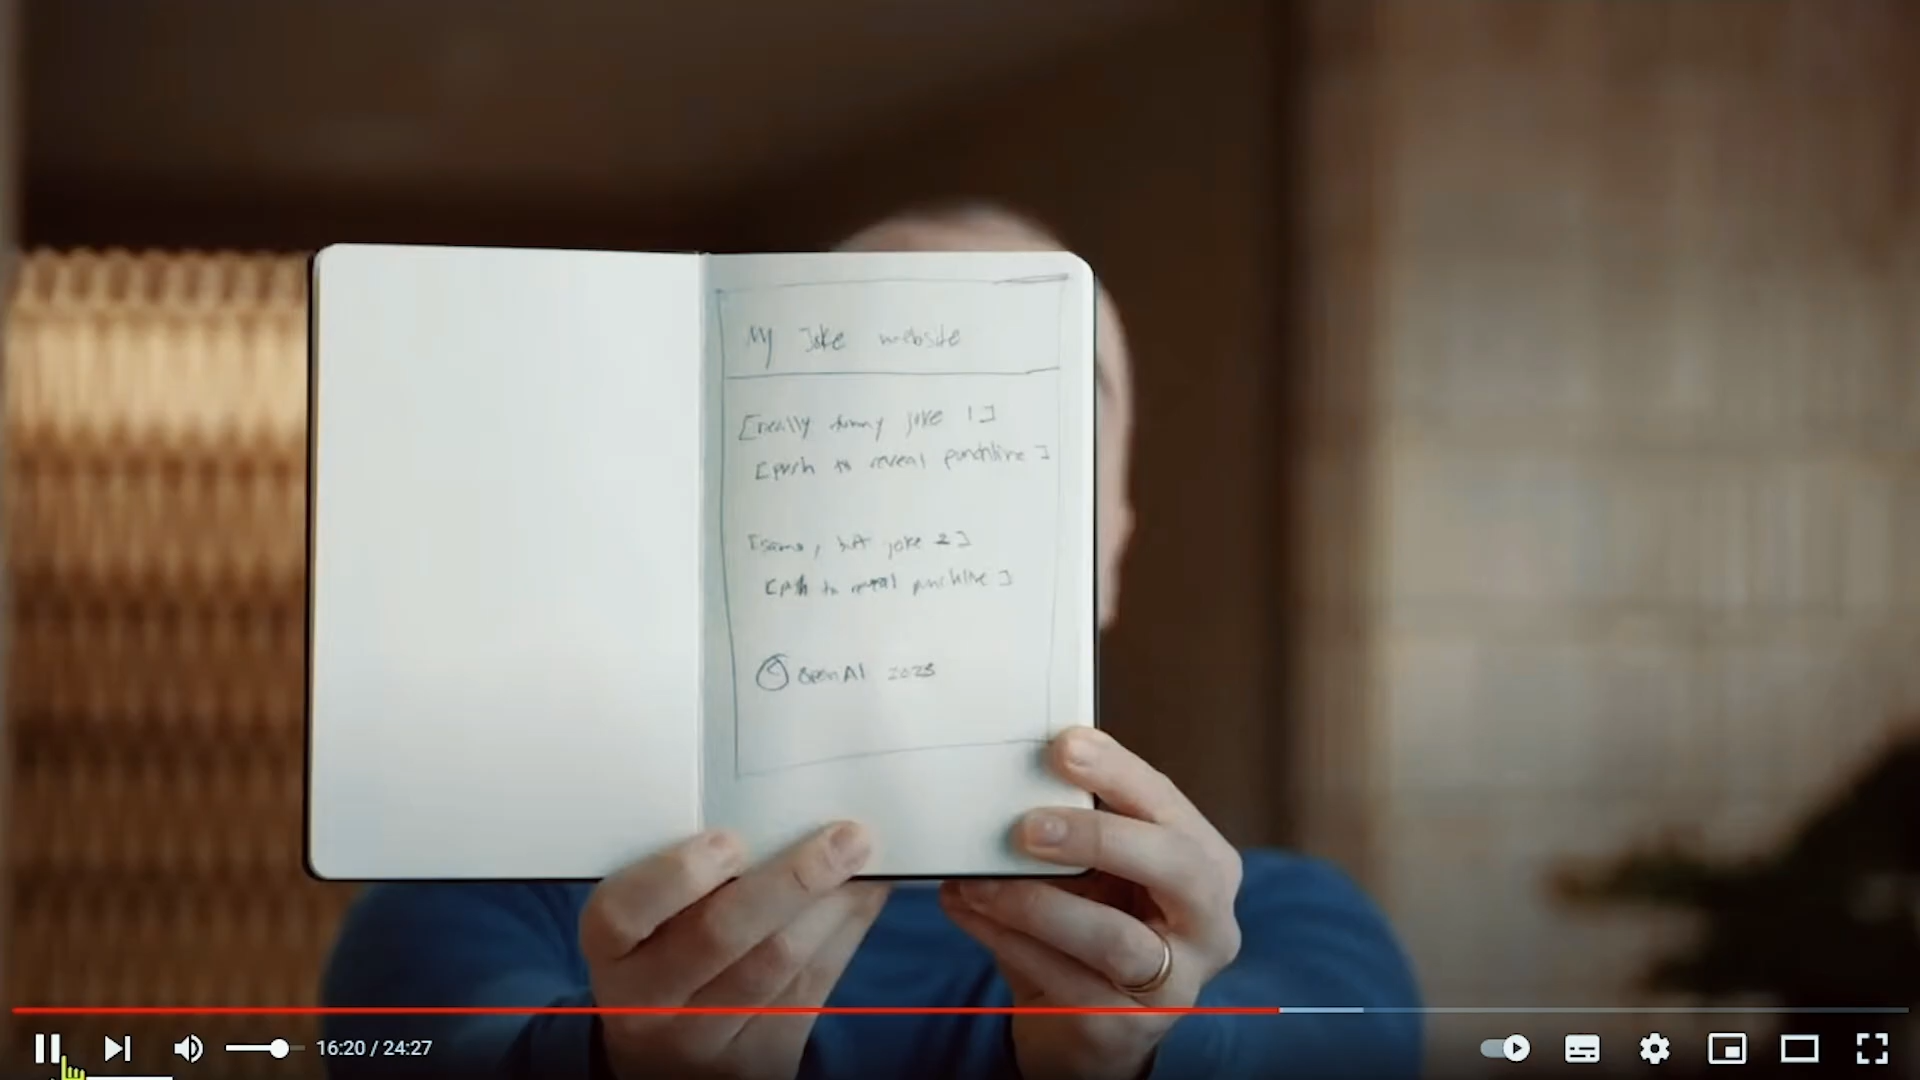 My Joke website
[really funny joke 1]
[push to reveal punchline]
[same, but joke 2]
[push to reveal punchline]
© OpenAI 2023
16:20 / 24:27